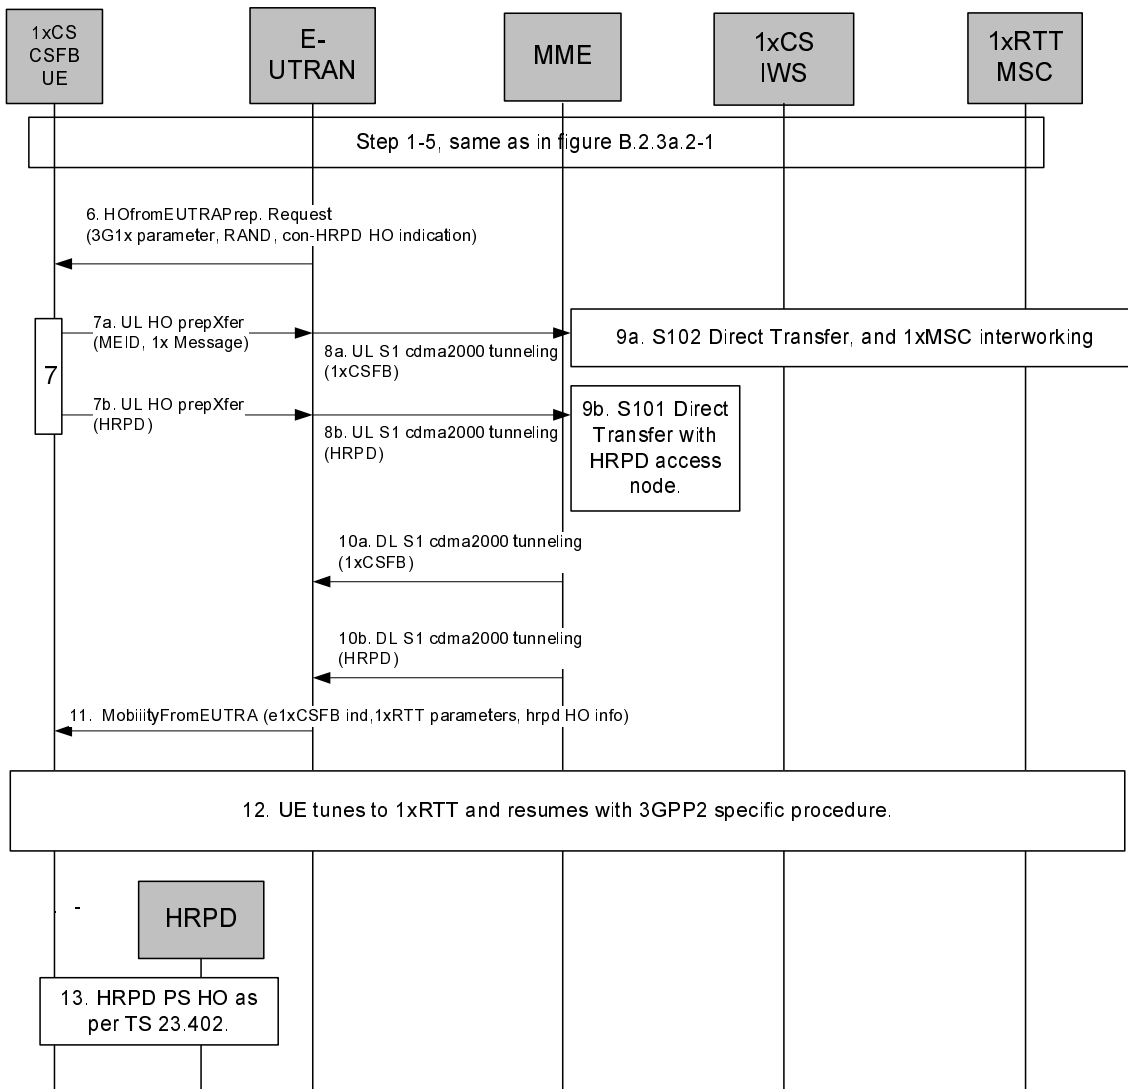 1xCS
CSFB
UE
E-
UTRAN
MME
1xCS
IWS
1xRTT
MSC
Step 1-5, same as in figure B.2.3a.2-1
6. HOfromEUTRAPrep. Request
(3G1x parameter, RAND, con-HRPD HO indication)
7
7a. UL HO prepXfer
(MEID, 1x Message)
8a. UL S1 cdma2000 tunneling
(1xCSFB)
9a. S102 Direct Transfer, and 1xMSC interworking
7b. UL HO prepXfer
(HRPD)
8b. UL S1 cdma2000 tunneling
(HRPD)
9b. S101 Direct
Transfer with
HRPD access
node.
10a. DL S1 cdma2000 tunneling
(1xCSFB)
10b. DL S1 cdma2000 tunneling
(HRPD)
11. MobiiityFromEUTRA (e1xCSFB ind,1xRTT parameters, hrpd HO info)
12. UE tunes to 1xRTT and resumes with 3GPP2 specific procedure.
. -
HRPD
13. HRPD PS HO as
per TS 23.402.